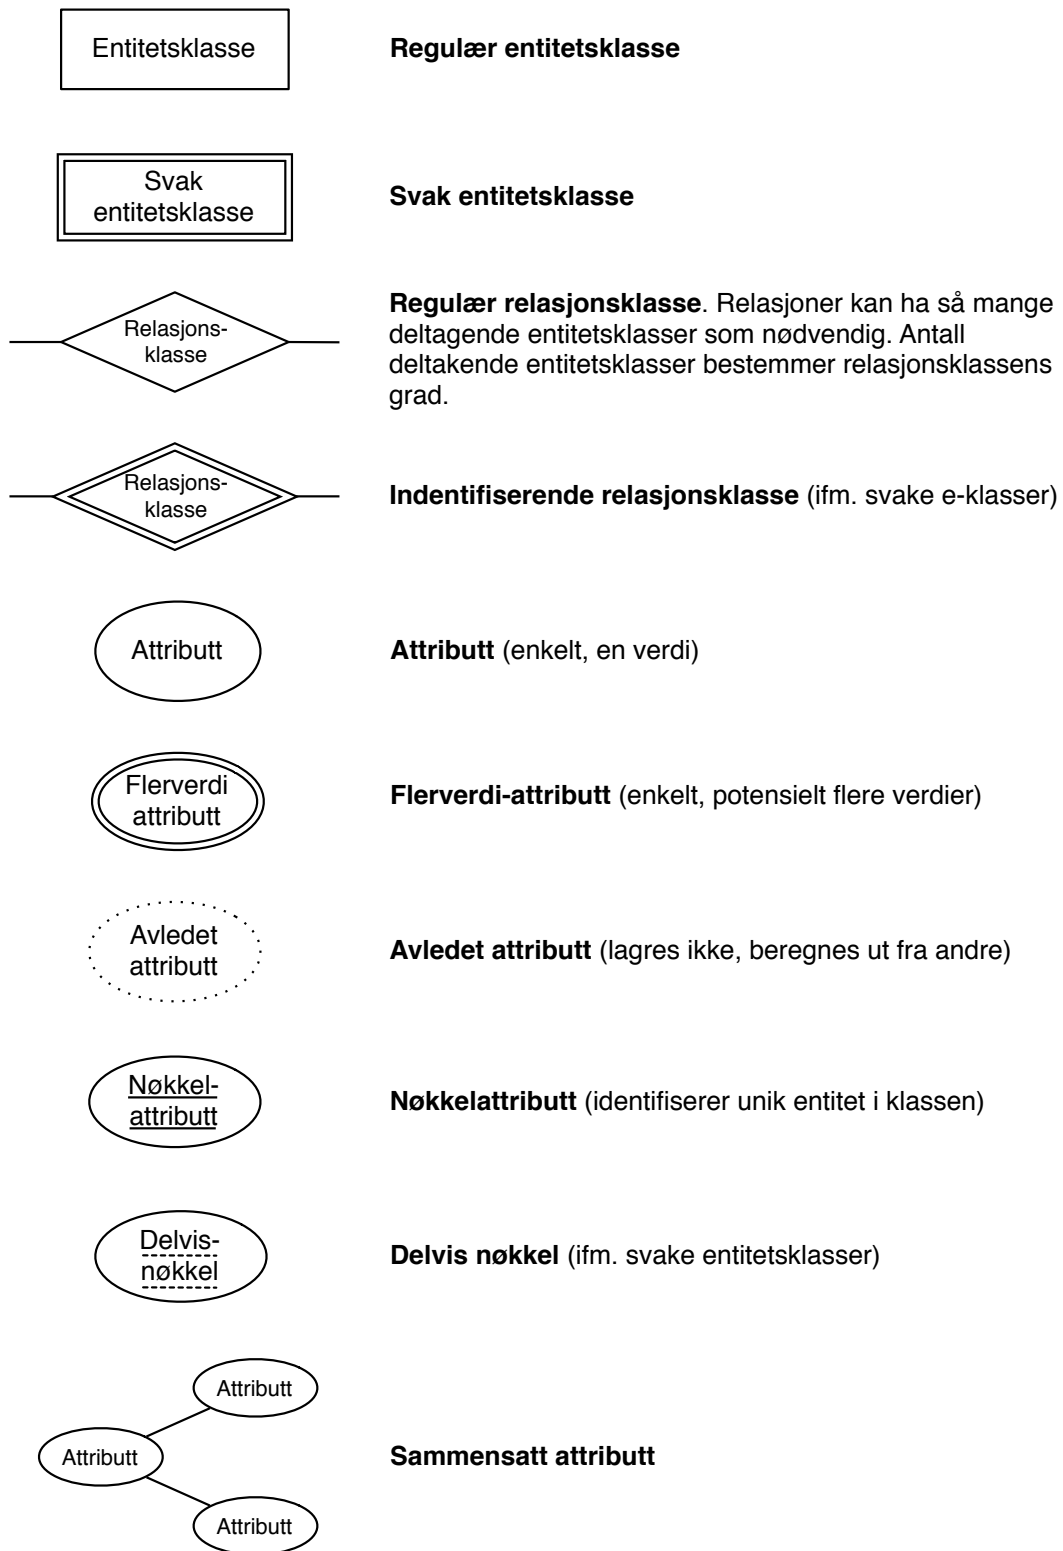 Entitetsklasse
Regulær entitetsklasse
Svak
entitetsklasse
Svak entitetsklasse
Relasjons-
klasse
Regulær relasjonsklasse. Relasjoner kan ha så mange
deltagende entitetsklasser som nødvendig. Antall
deltakende entitetsklasser bestemmer relasjonsklassens
grad.
Relasjons-
klasse
Indentifiserende relasjonsklasse (ifm. svake e-klasser)
Attributt
Attributt (enkelt, en verdi)
Flerverdi
attributt
Flerverdi-attributt (enkelt, potensielt flere verdier)
Avledet
attributt
Avledet attributt (lagres ikke, beregnes ut fra andre)
Nøkkel-
attributt
Nøkkelattributt (identifiserer unik entitet i klassen)
Delvis-
nøkkel
Delvis nøkkel (ifm. svake entitetsklasser)
Attributt
Attributt
Sammensatt attributt
Attributt